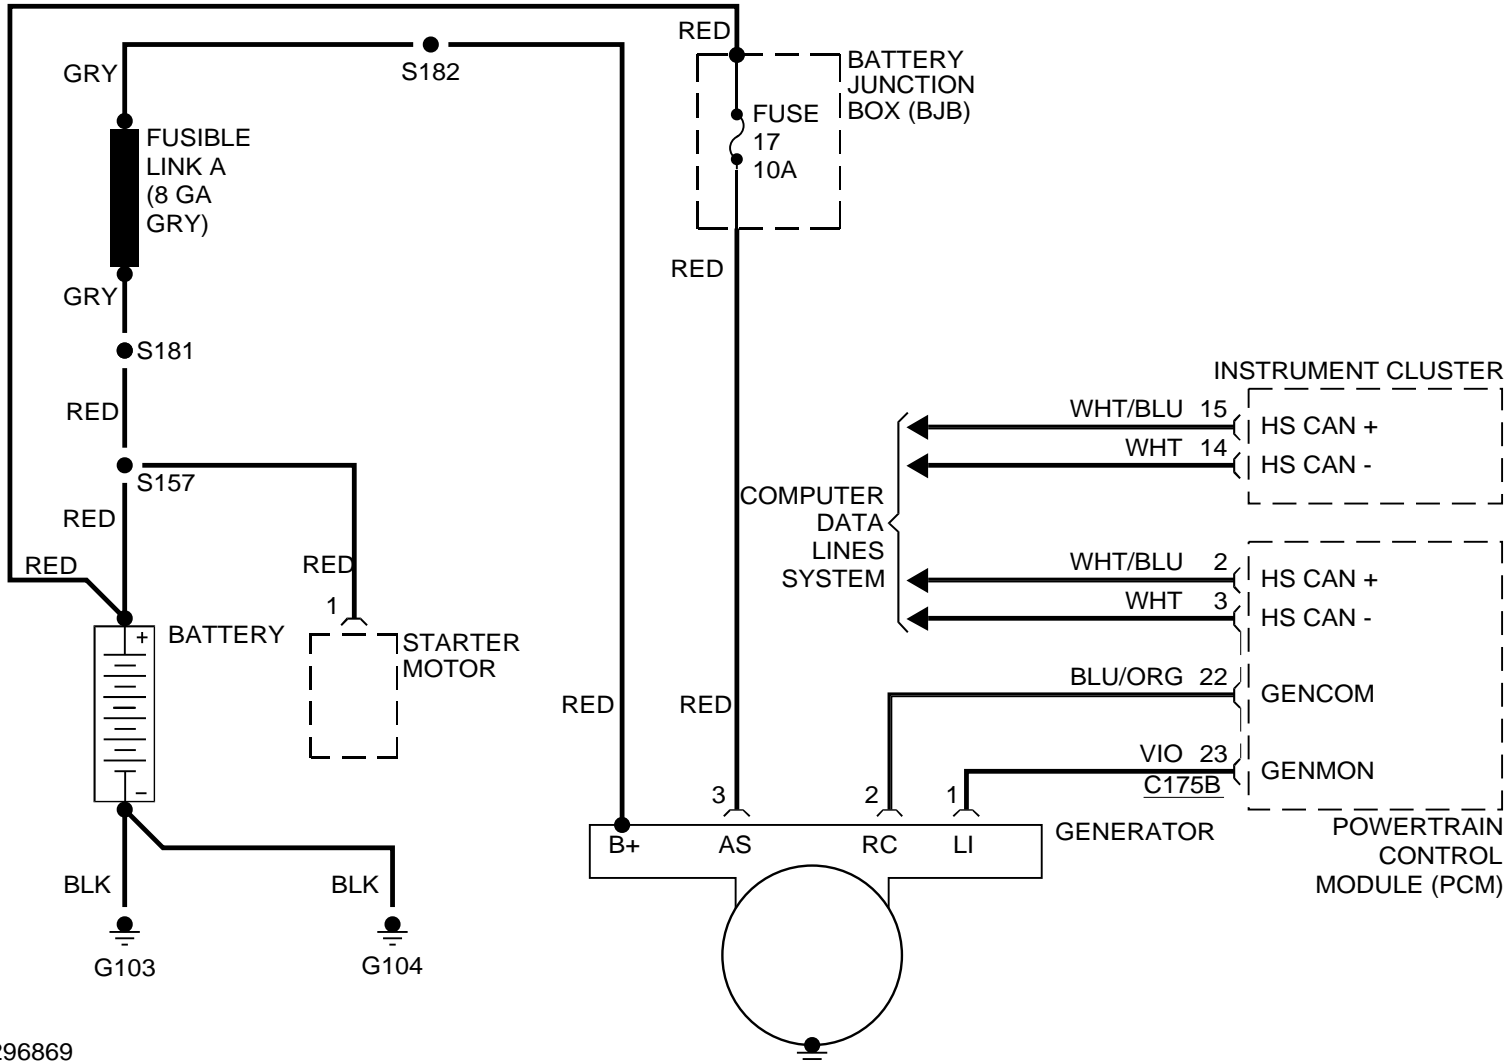 RED
S182
GRY
BATTERY
JUNCTION
BOX (BJB)
FUSE
17
10A
FUSIBLE
LINK A
(8 GA
GRY)
RED
GRY
S181
INSTRUMENT CLUSTER
RED
WHT/BLU 15
HS CAN +
WHT 14
HS CAN -
S157
RED
COMPUTER
DATA
LINES
SYSTEM
RED
RED
WHT/BLU 2
HS CAN +
WHT 3
HS CAN -
1
+
BATTERY
STARTER
MOTOR
RED
RED
BLU/ORG 22
GENCOM
VIO 23
GENMON
C175B
–
3
2
1
GENERATOR
B+
AS
RC
LI
POWERTRAIN
CONTROL
MODULE (PCM)
BLK
BLK
G103
G104